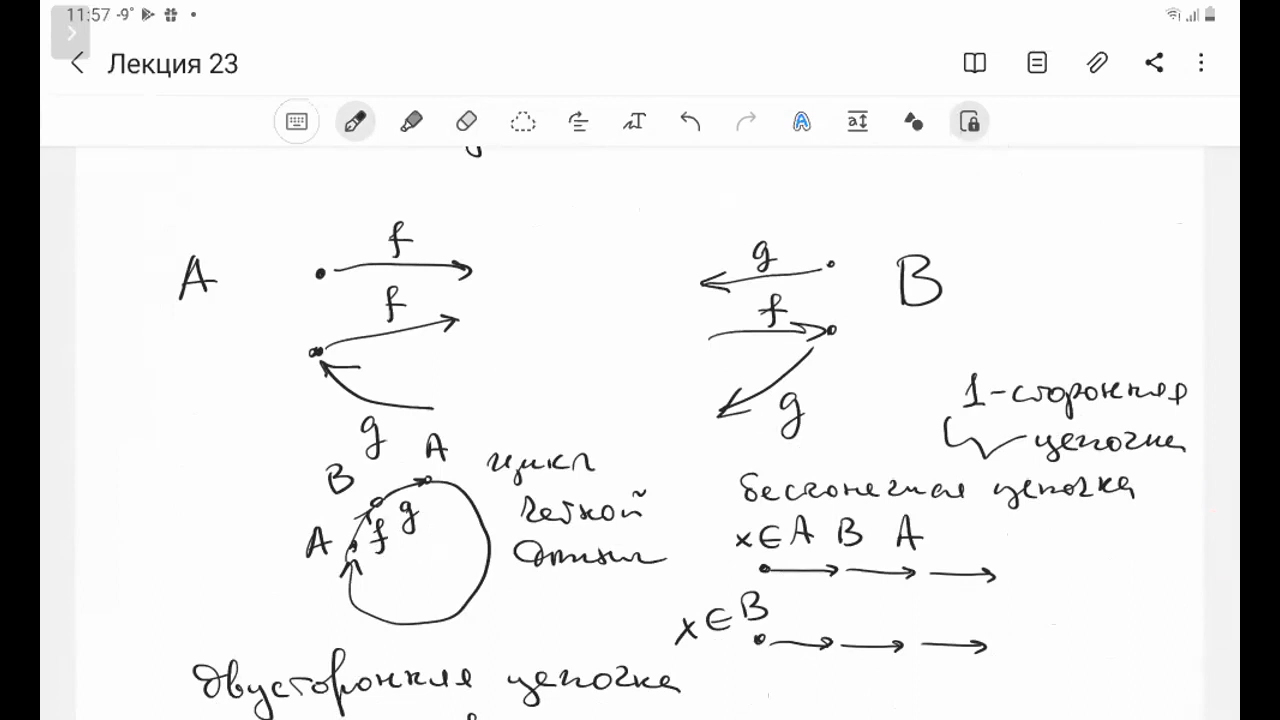 11:57 -9°
Лекция 23
f
g
A
B
f
f
g
g
1-сторонняя
цепочка
A
B
цикл
чётной
длины
A
f
g
бесконечная цепочка
x∈A B A
x∈B
двусторонняя цепочка